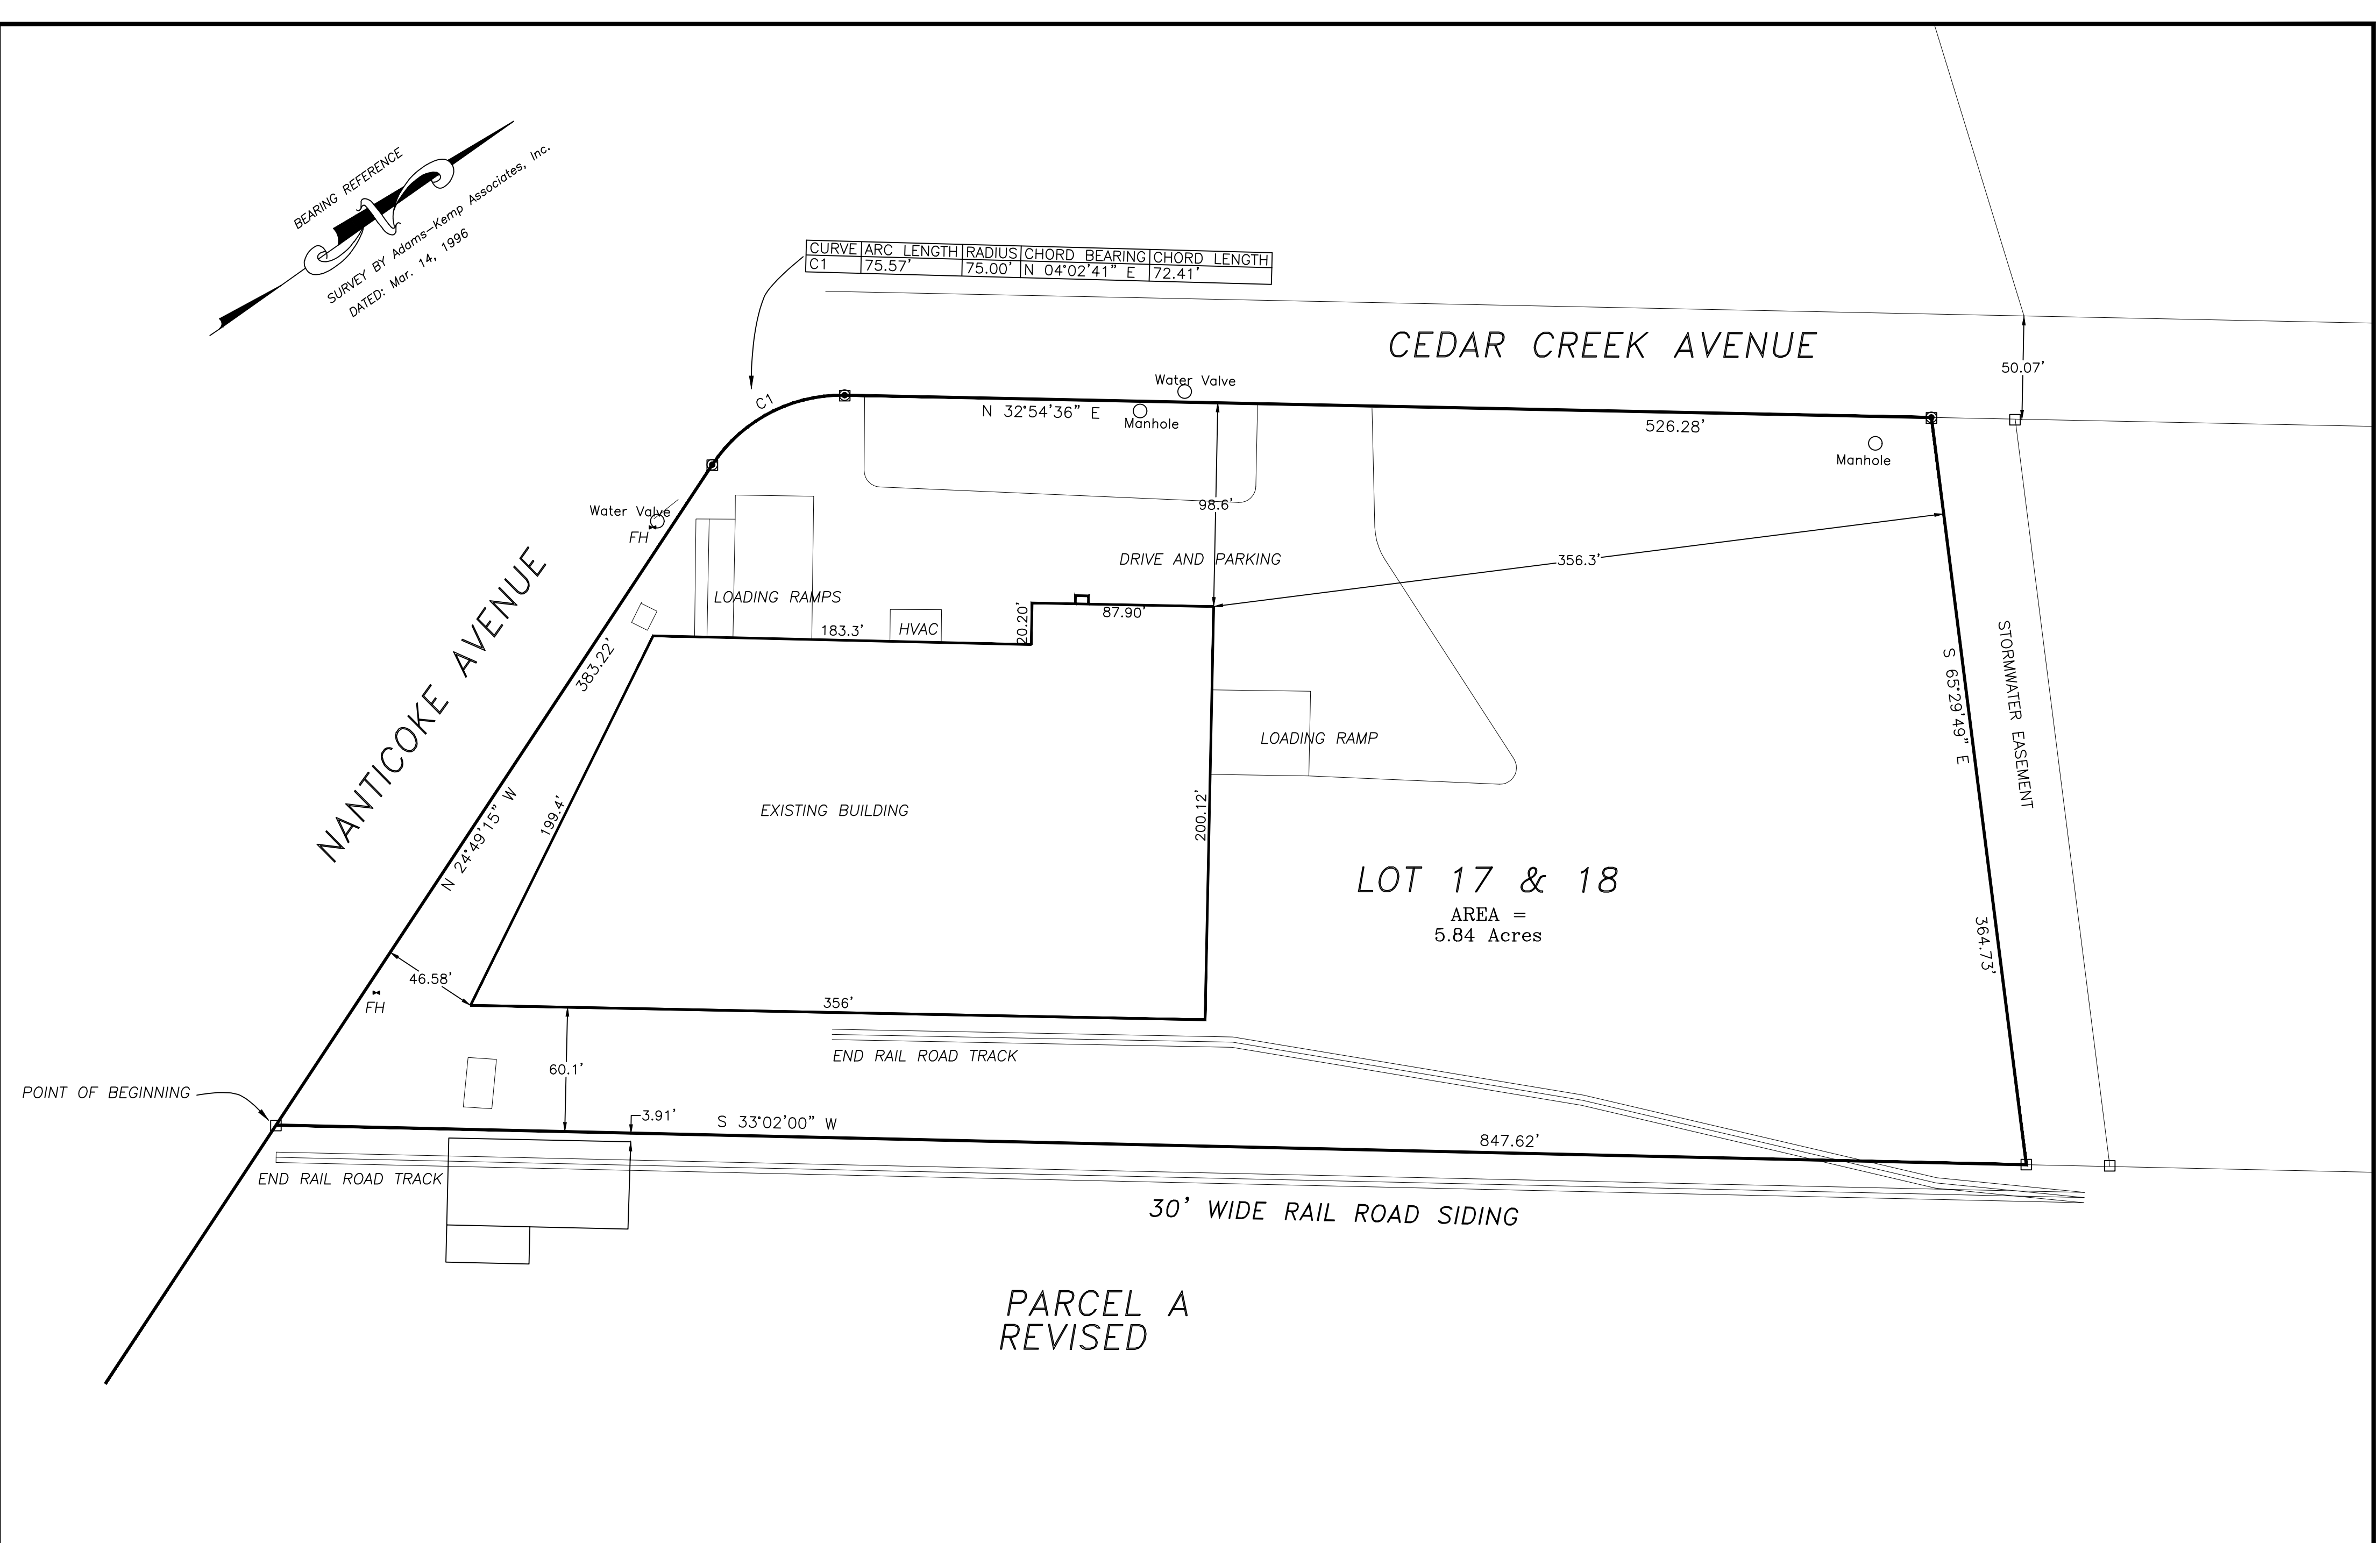 BEARING REFERENCE
N
SURVEY BY Adams-Kemp Associates, Inc.
DATED: Mar. 14, 1996
CURVE ARC LENGTH RADIUS CHORD BEARING CHORD LENGTH
C1 75.57' 75.00' N 04°02'41" E 72.41'
CEDAR CREEK AVENUE
50.07'
C1
Water Valve
N 32°54'36" E
Manhole
526.28'
Manhole
Water Valve
FH
98.6'
DRIVE AND PARKING
356.3'
LOADING RAMPS
183.3'
HVAC
20.20'
87.90'
NANTICOKE AVENUE
383.22'
N 24°49'15" W
199.4'
EXISTING BUILDING
200.12'
LOADING RAMP
S 65°29'49" E
STORMWATER EASEMENT
LOT 17 & 18
AREA =
5.84 Acres
364.73'
46.58'
FH
356'
END RAIL ROAD TRACK
60.1'
POINT OF BEGINNING
3.91'
S 33°02'00" W
847.62'
END RAIL ROAD TRACK
30' WIDE RAIL ROAD SIDING
PARCEL A
REVISED